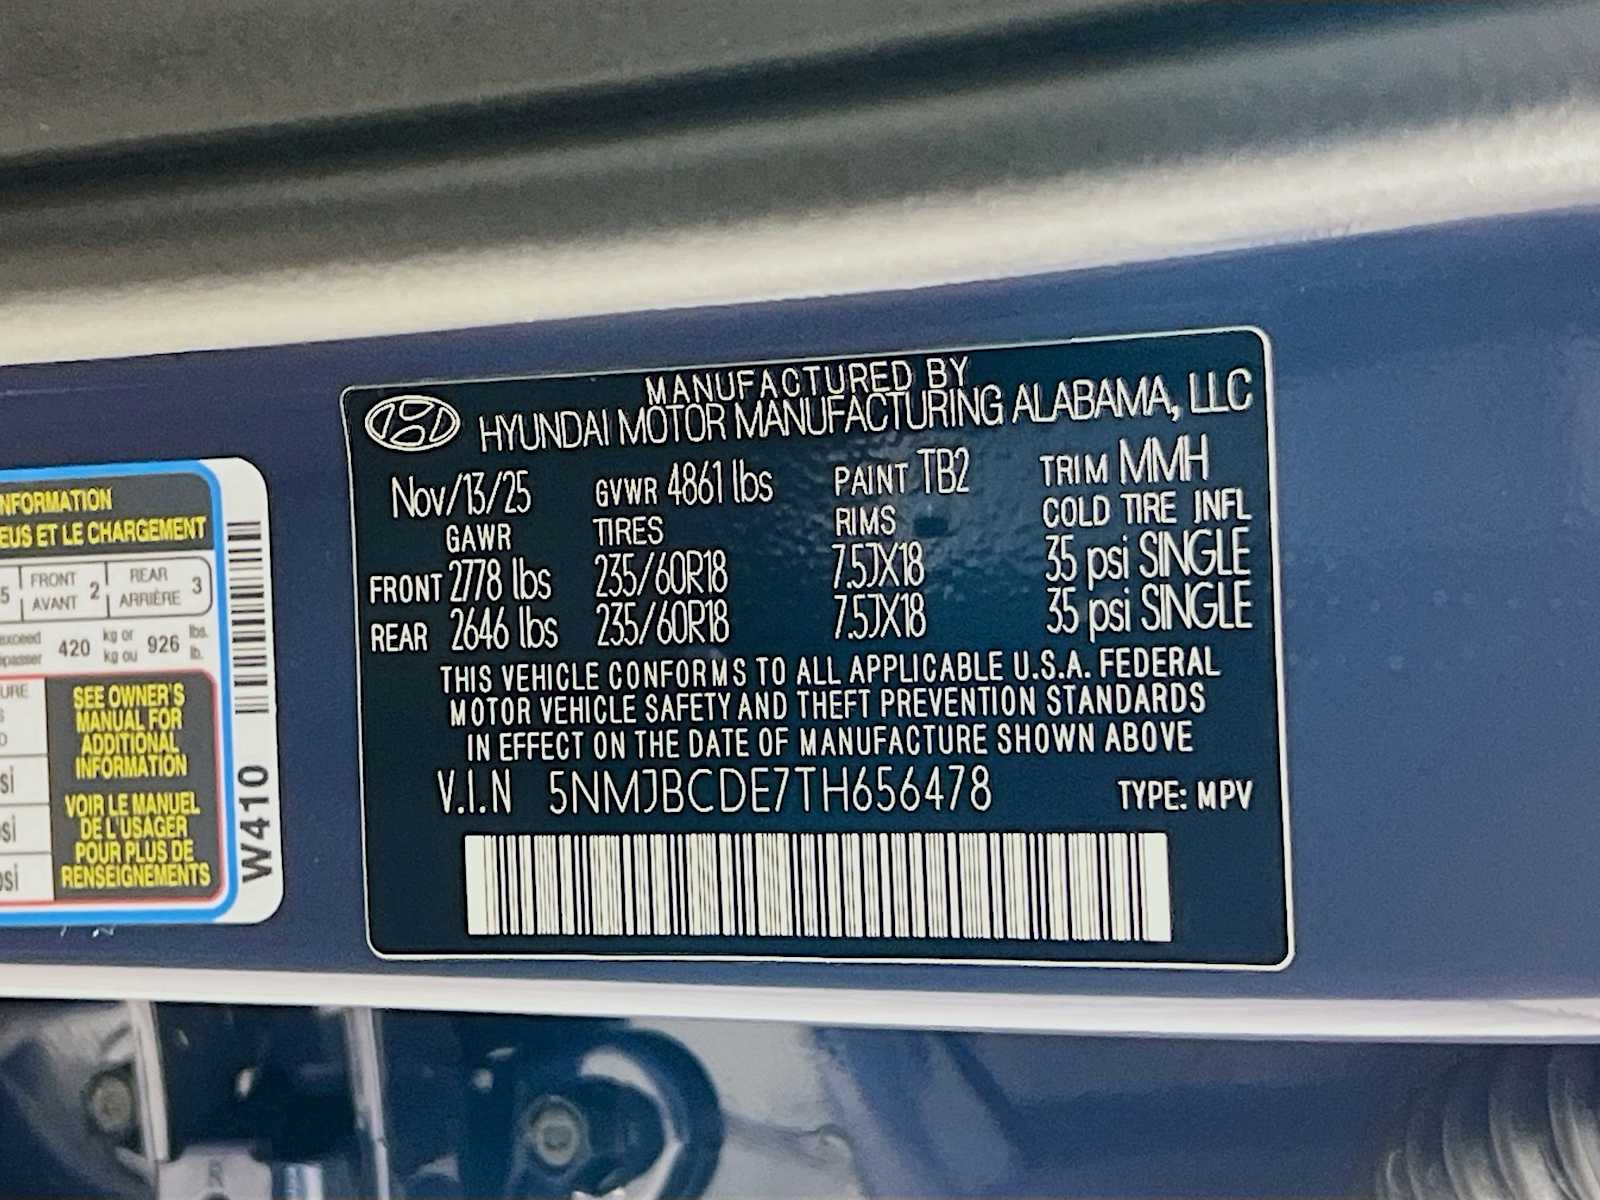 MANUFACTURED BY
HYUNDAI MOTOR MANUFACTURING ALABAMA, LLC
Nov/13/25 GVWR 4861 lbs PAINT TB2 TRIM MMH
GAWR TIRES RIMS COLD TIRE INFL
FRONT 2778 lbs 235/60R18 7.5JX18 35 psi SINGLE
REAR 2646 lbs 235/60R18 7.5JX18 35 psi SINGLE
THIS VEHICLE CONFORMS TO ALL APPLICABLE U.S.A. FEDERAL
MOTOR VEHICLE SAFETY AND THEFT PREVENTION STANDARDS
IN EFFECT ON THE DATE OF MANUFACTURE SHOWN ABOVE
V.I.N 5NMJBCDE7TH656478 TYPE: MPV
ET LE CHARGEMENT
5 FRONT AVANT 2 REAR ARRIÈRE 3
420 kg or kg ou 926 lbs. lb.
SEE OWNER'S
MANUAL FOR
ADDITIONAL
INFORMATION
VOIR LE MANUEL
DE L'USAGER
POUR PLUS DE
RENSEIGNEMENTS
W410